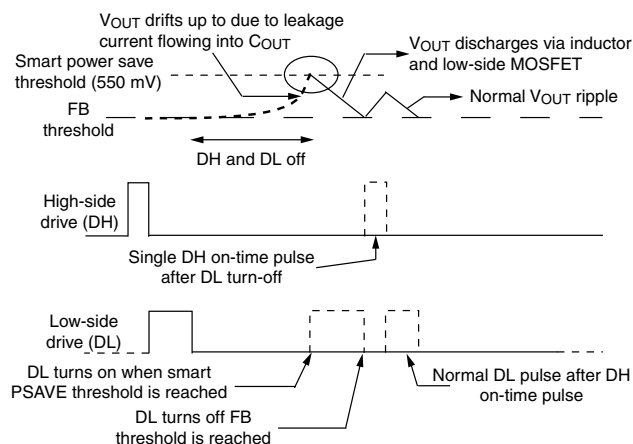 VOUT drifts up to due to leakage
current flowing into COUT
Smart power save
threshold (550 mV)
VOUT discharges via inductor
and low-side MOSFET
FB
threshold
Normal VOUT ripple
DH and DL off
High-side
drive (DH)
Single DH on-time pulse
after DL turn-off
Low-side
drive (DL)
DL turns on when smart
PSAVE threshold is reached
Normal DL pulse after DH
on-time pulse
DL turns off FB
threshold is reached